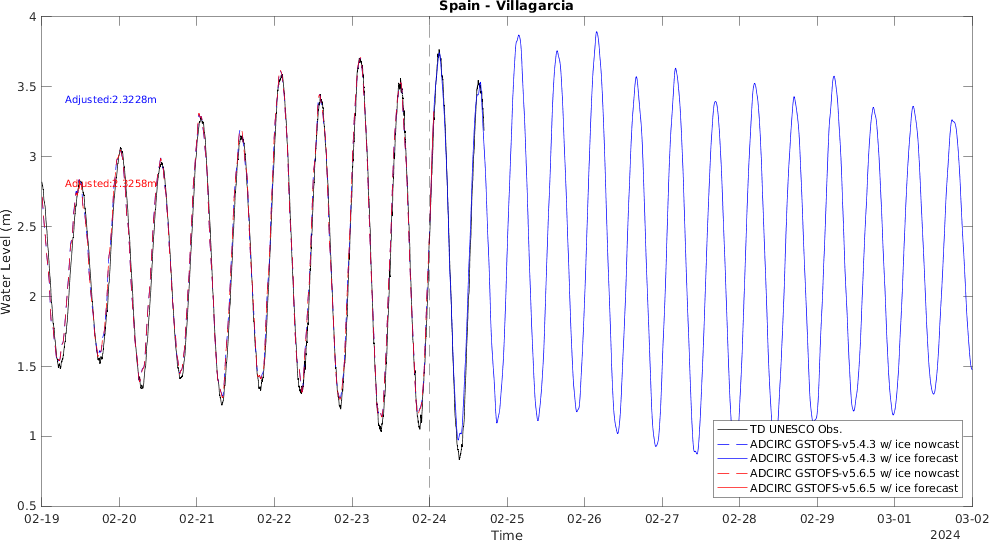 Spain - Villagarcia
4
3.5
3
2.5
2
1.5
1
0.5
Water Level (m)
Adjusted:2.3228m
Adjusted:2.3258m
TD UNESCO Obs.
ADCIRC GSTOFS-v5.4.3 w/ ice nowcast
ADCIRC GSTOFS-v5.4.3 w/ ice forecast
ADCIRC GSTOFS-v5.6.5 w/ ice nowcast
ADCIRC GSTOFS-v5.6.5 w/ ice forecast
02-19 02-20 02-21 02-22 02-23 02-24 02-25 02-26 02-27 02-28 02-29 03-01 03-02
Time
2024